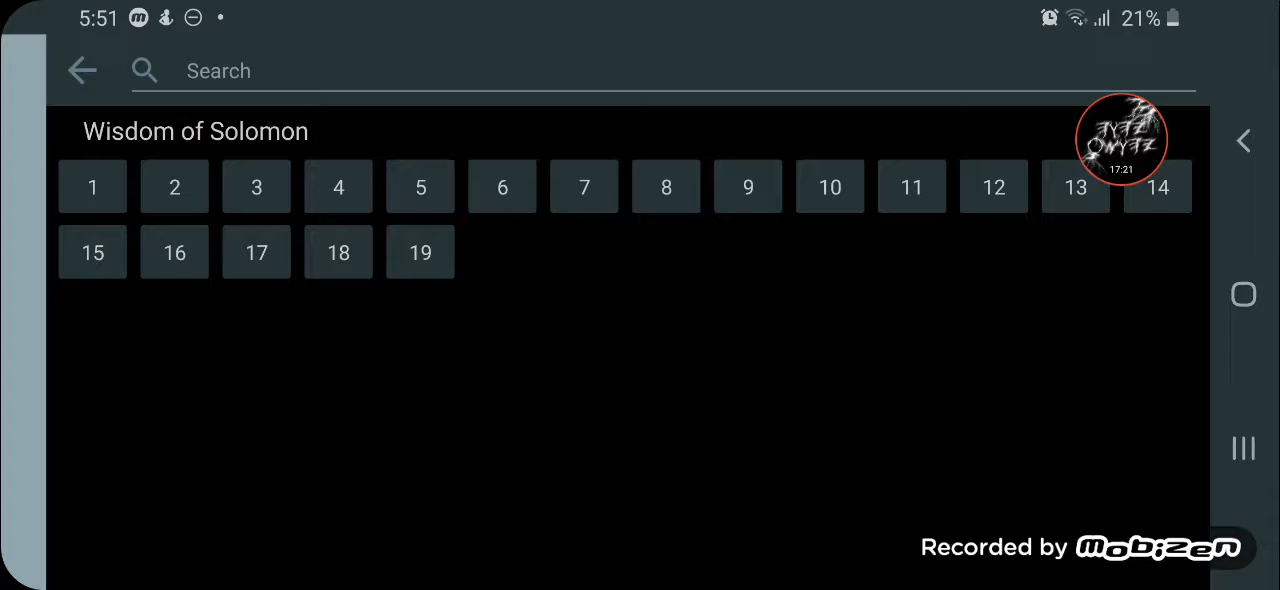 5:51
21%
Search
Wisdom of Solomon
1 2 3 4 5 6 7 8 9 10 11 12 13 14
17:21
15 16 17 18 19
Recorded by mobizen